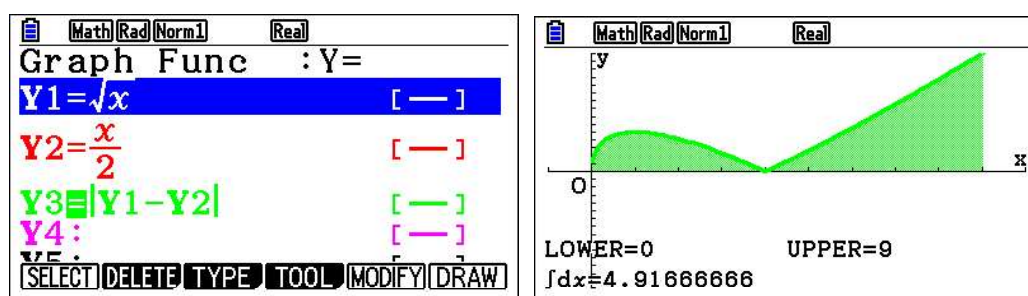 Math Rad Norm1 Real
Graph Func :Y=
Y1=√x [—]
Y2=x/2 [—]
Y3=|Y1−Y2| [—]
Y4: [—]
SELECT DELETE TYPE TOOL MODIFY DRAW
Math Rad Norm1 Real
y
x
O
LOWER=0 UPPER=9
∫dx=4.91666666